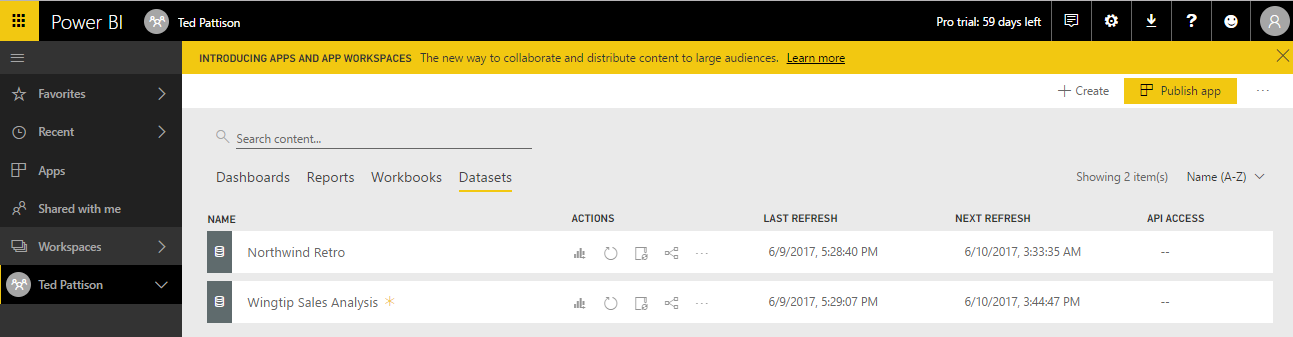 Power BI Ted Pattison Pro trial: 59 days left
INTRODUCING APPS AND APP WORKSPACES The new way to collaborate and distribute content to large audiences. Learn more
Favorites
Recent
Apps
Shared with me
Workspaces
Ted Pattison
Create Publish app
Search content...
Dashboards Reports Workbooks Datasets Showing 2 item(s) Name (A-Z)
NAME ACTIONS LAST REFRESH NEXT REFRESH API ACCESS
Northwind Retro 6/9/2017, 5:28:40 PM 6/10/2017, 3:33:35 AM --
Wingtip Sales Analysis 6/9/2017, 5:29:07 PM 6/10/2017, 3:44:47 PM --